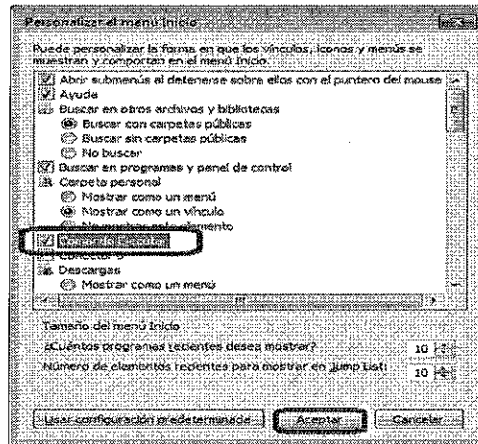 Personalizar el menú Inicio
Puede personalizar la forma en que los vínculos, iconos y menús se
muestran y comportan en el menú Inicio.
Abrir submenús al detenerse sobre ellos con el puntero del mouse
Ayuda
Buscar en otros archivos y bibliotecas
Buscar con carpetas públicas
Buscar sin carpetas públicas
No buscar
Buscar en programas y panel de control
Carpeta personal
Mostrar como un menú
Mostrar como un vínculo
No mostrar este elemento
Comando Ejecutar
Conectar a
Descargas
Mostrar como un menú
Tamaño del menú Inicio
¿Cuántos programas recientes desea mostrar? 10
Número de elementos recientes para mostrar en Jump List: 10
Usar configuración predeterminada Aceptar Cancelar